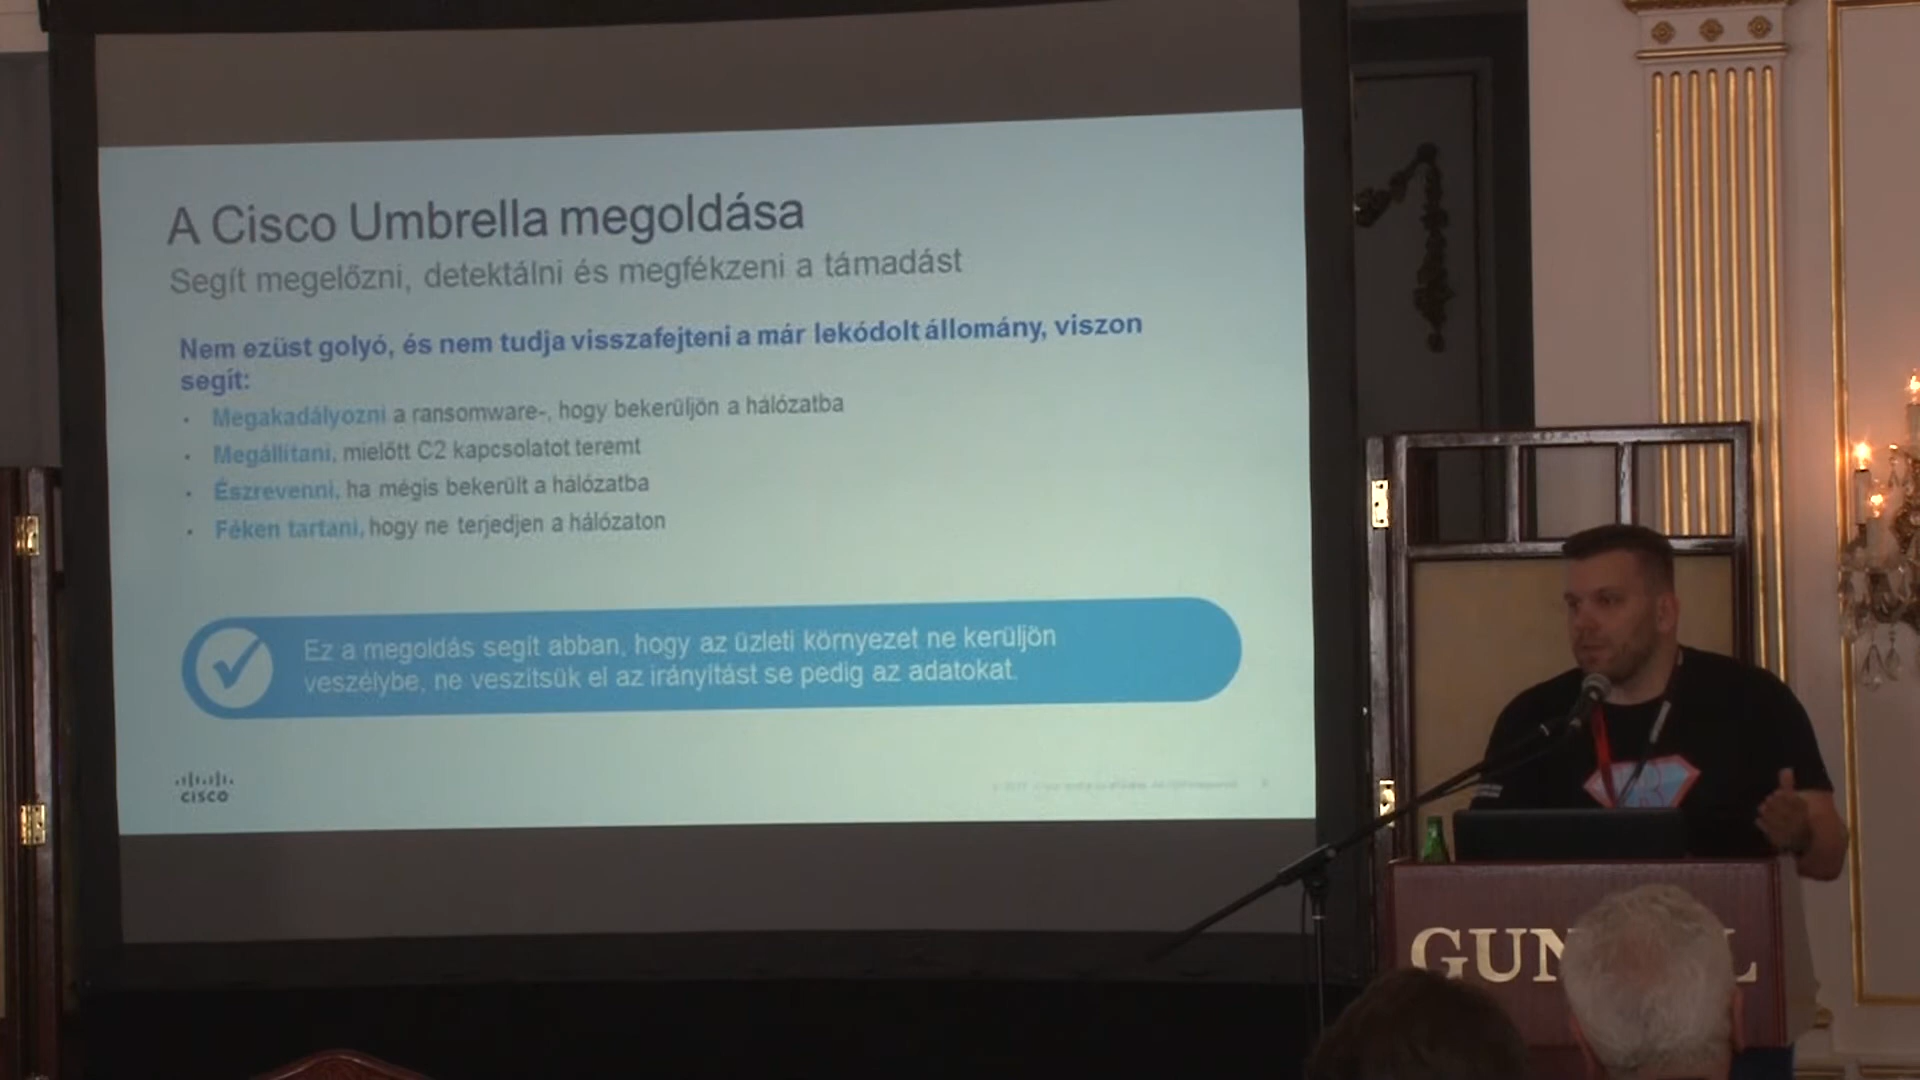 A Cisco Umbrella megoldása
Segít megelőzni, detektálni és megfékzeni a támadást
Nem ezüst golyó, és nem tudja visszafejteni a már lekódolt állomány, viszon
segít:
• Megakadályozni a ransomware-, hogy bekerüljön a hálózatba
• Megállítani, mielőtt C2 kapcsolatot teremt
• Észrevenni, ha mégis bekerült a hálózatba
• Féken tartani, hogy ne terjedjen a hálózaton
Ez a megoldás segít abban, hogy az üzleti környezet ne kerüljön
veszélybe, ne veszítsük el az irányítást se pedig az adatokat.
CISCO
GUN L